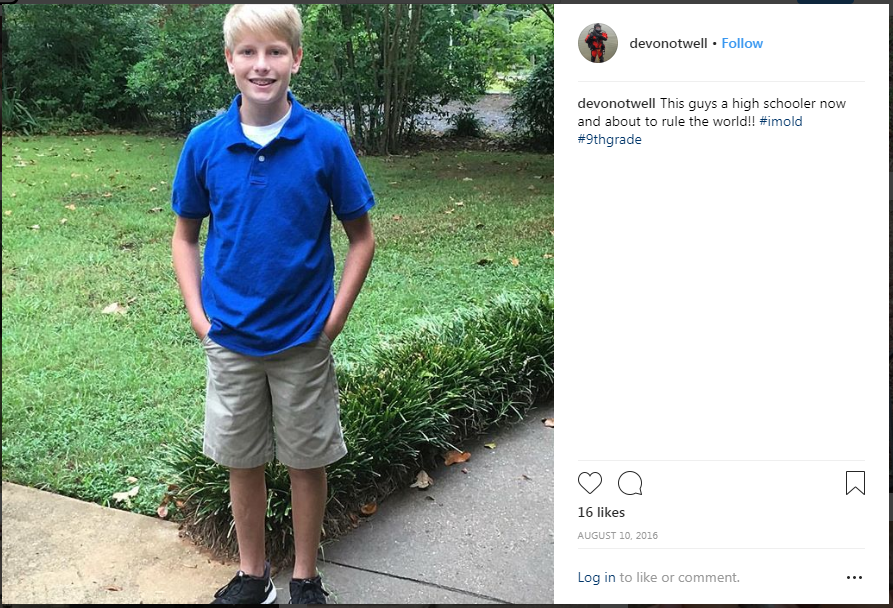 devonotwell • Follow
devonotwell This guys a high schooler now
and about to rule the world!! #imold
#9thgrade
16 likes
AUGUST 10, 2016
Log in to like or comment.